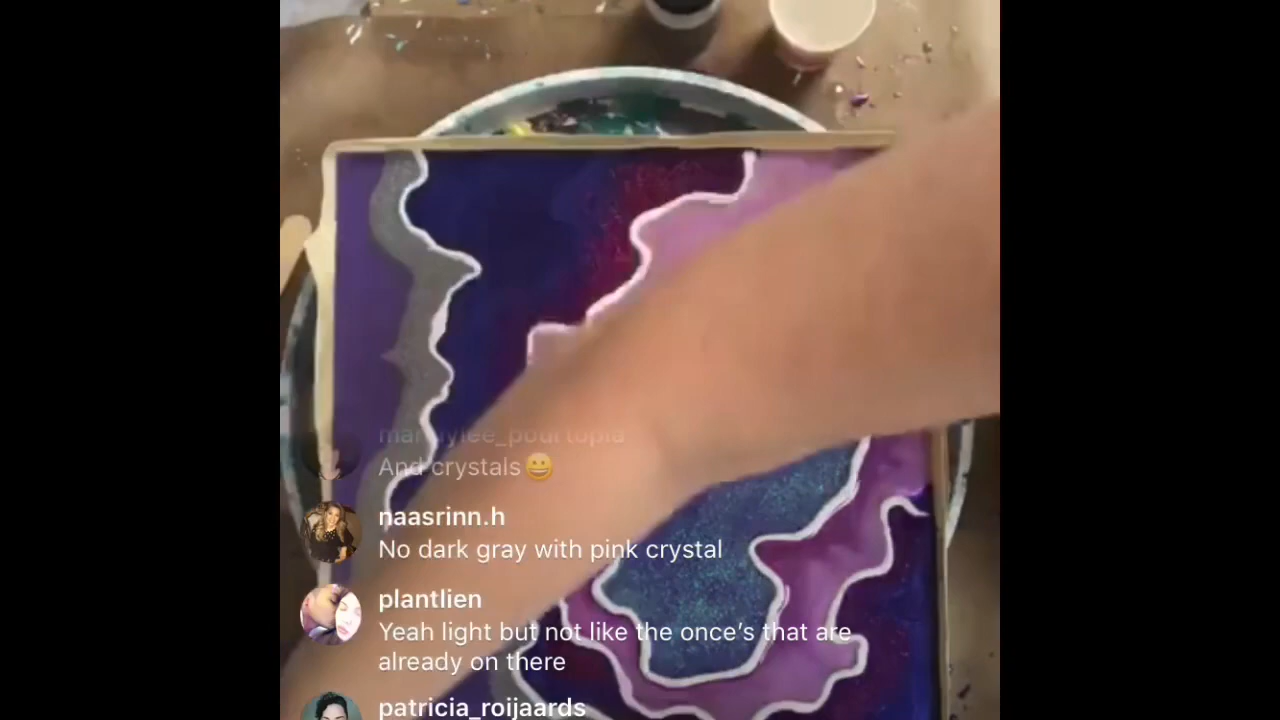 mandylee_pourtopia
And crystals😀
naasrinn.h
No dark gray with pink crystal
plantlien
Yeah light but not like the once's that are
already on there
patricia_roijaards